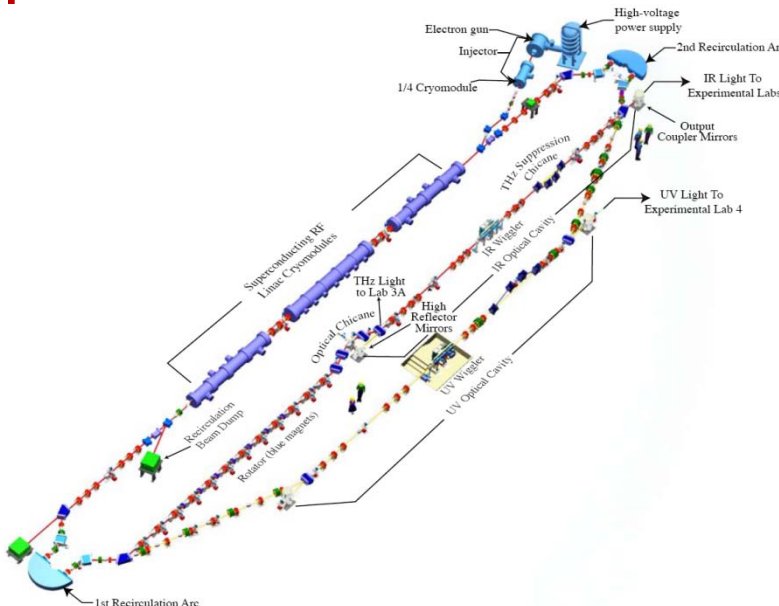 High-voltage
power supply
Electron gun
Injector
1/4 Cryomodule
2nd Recirculation Ar
IR Light To
Experimental Labs
Output
Coupler Mirrors
THz Suppression
Chicane
UV Light To
Experimental Lab 4
Superconducting RF
Linac Cryomodules
IR Wiggler
IR Optical Cavity
THz Light
to Lab 3A
Optical Chicane
High
Reflector
Mirrors
UV Wiggler
UV Optical Cavity
Recirculation
Beam Dump
Rotator (blue magnets)
1st Recirculation Arc